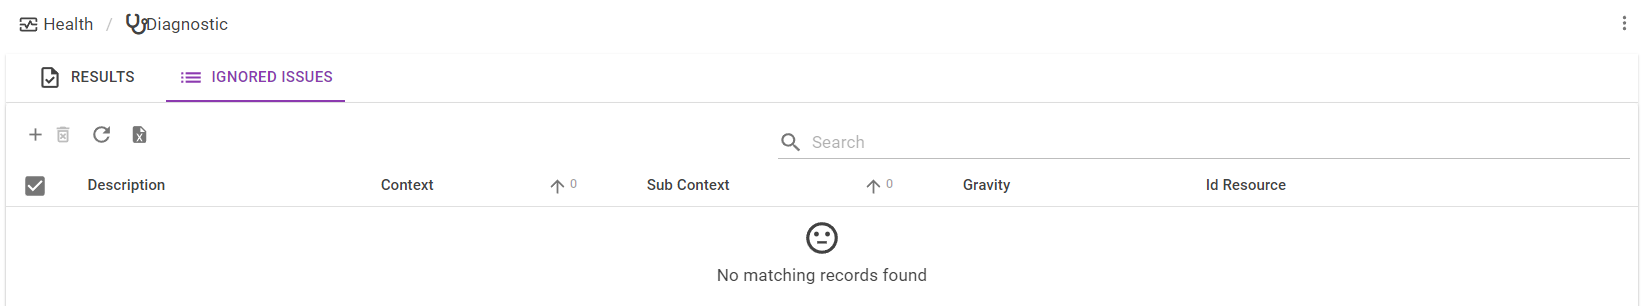 Health / Diagnostic
RESULTS IGNORED ISSUES
Search
Description Context 0 Sub Context 0 Gravity Id Resource
No matching records found